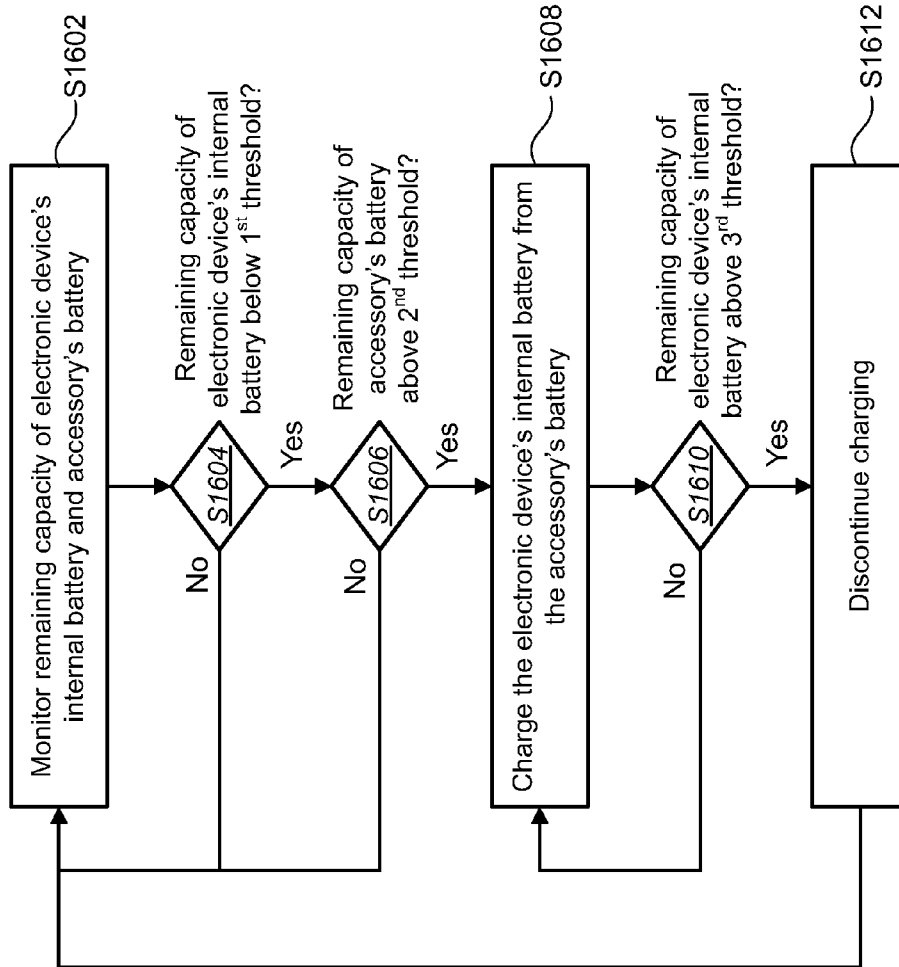 Monitor remaining capacity of electronic device's
internal battery and accessory's battery
S1602
S1604
Remaining capacity of
electronic device's internal
battery below 1st threshold?
No
Yes
S1606
Remaining capacity of
accessory's battery
above 2nd threshold?
No
Yes
Charge the electronic device's internal battery from
the accessory's battery
S1608
S1610
Remaining capacity of
electronic device's internal
battery above 3rd threshold?
No
Yes
Discontinue charging
S1612